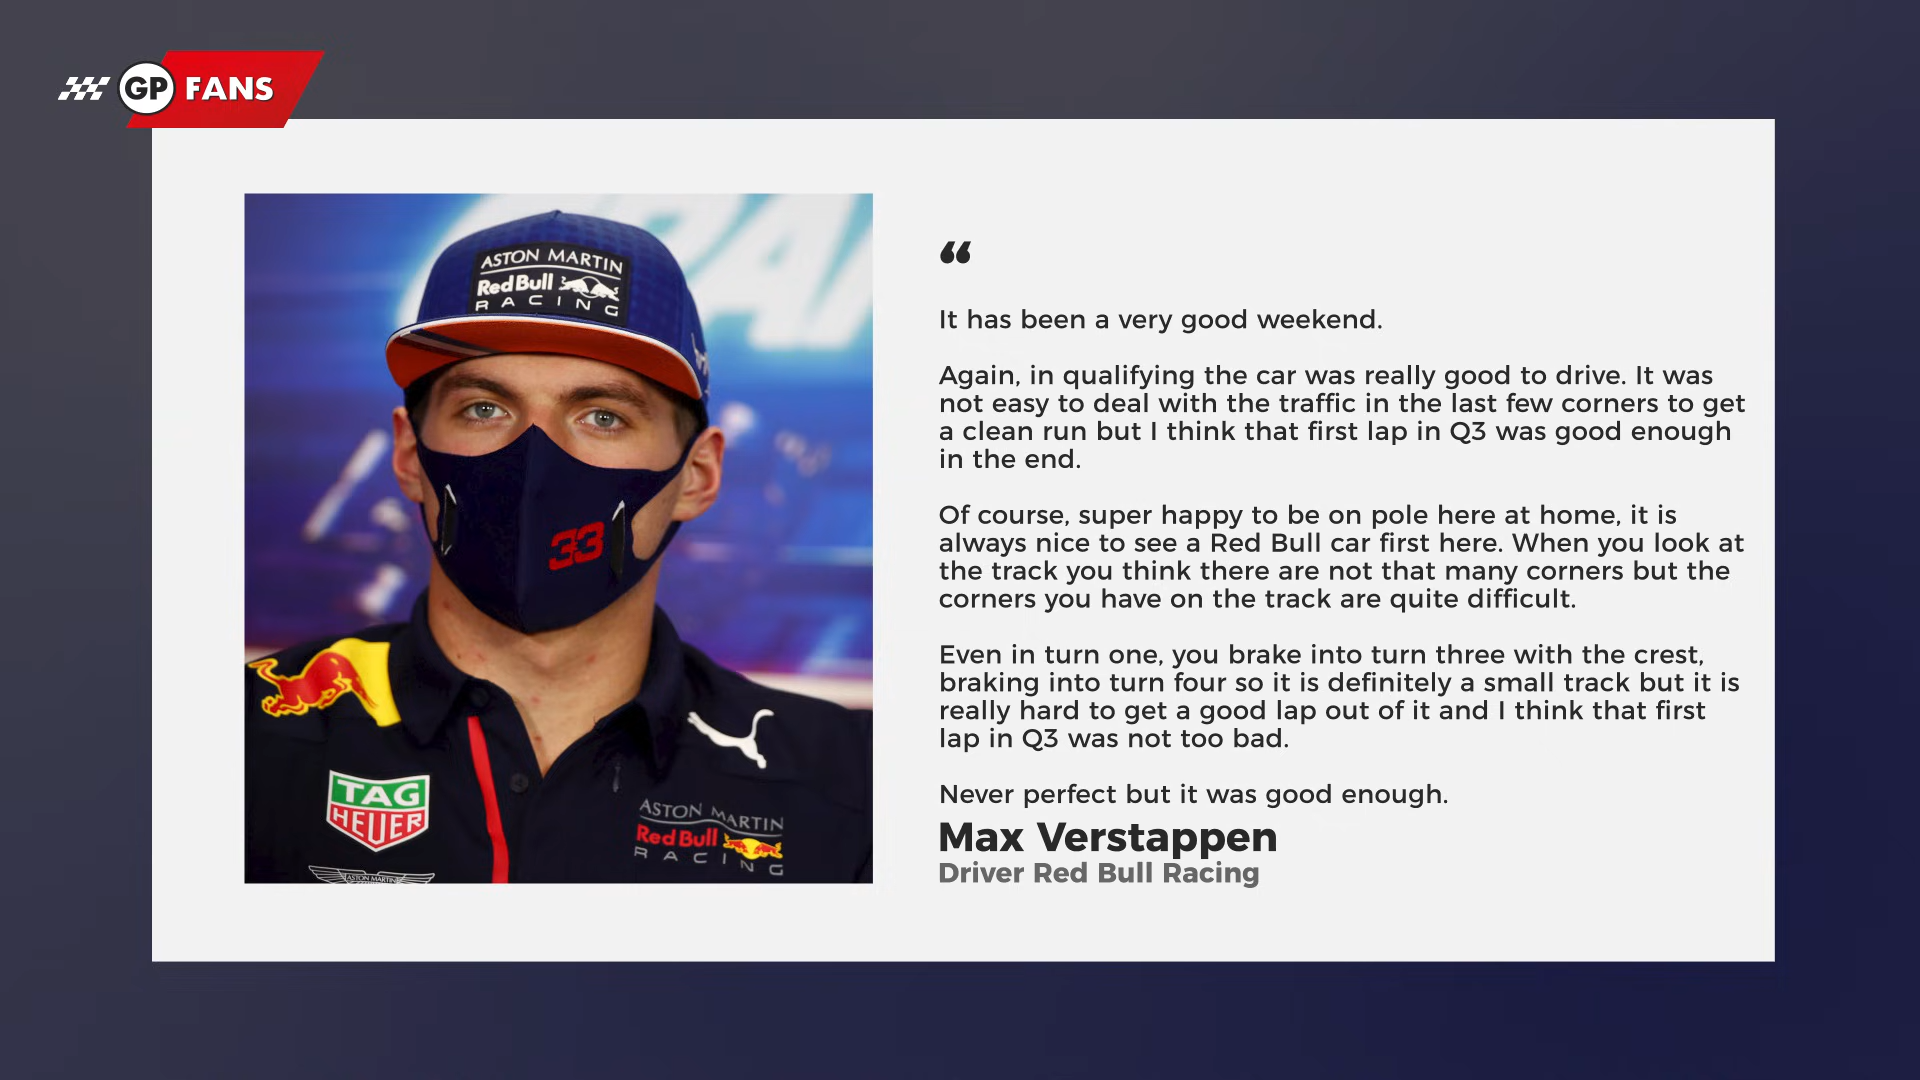 GP FANS
ASTON MARTIN
Red Bull
RACING
33
TAG
HEUER
ASTON MARTIN
Red Bull
RACING
ASTON MARTIN
“
It has been a very good weekend.
Again, in qualifying the car was really good to drive. It was
not easy to deal with the traffic in the last few corners to get
a clean run but I think that first lap in Q3 was good enough
in the end.
Of course, super happy to be on pole here at home, it is
always nice to see a Red Bull car first here. When you look at
the track you think there are not that many corners but the
corners you have on the track are quite difficult.
Even in turn one, you brake into turn three with the crest,
braking into turn four so it is definitely a small track but it is
really hard to get a good lap out of it and I think that first
lap in Q3 was not too bad.
Never perfect but it was good enough.
Max Verstappen
Driver Red Bull Racing